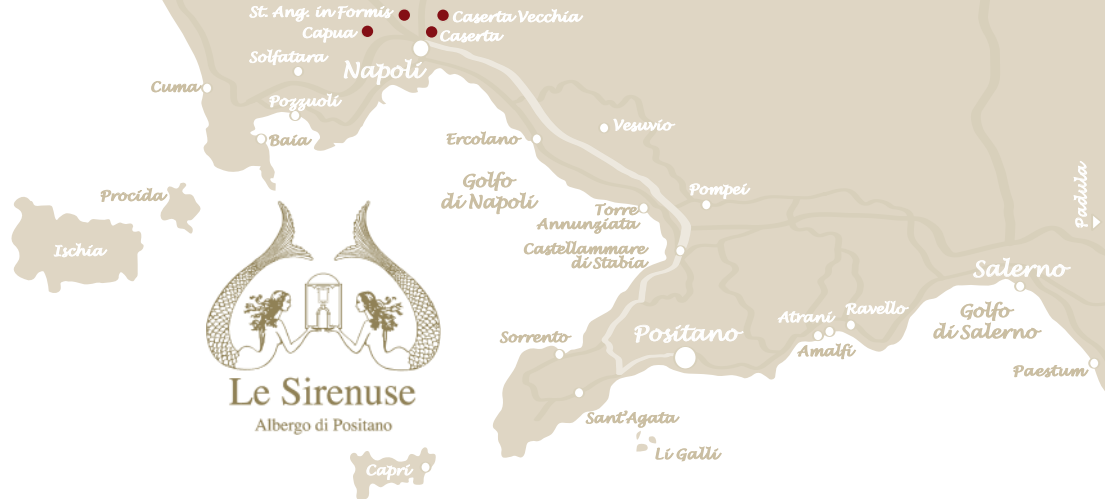 St. Ang. in Formis
Caserta Vecchia
Capua
Caserta
Solfatara
Napoli
Cuma
Pozzuoli
Vesuvio
Baia
Ercolano
Padula
Procida
Golfo
di Napoli
Pompei
Torre
Annunziata
Ischia
Castellammare
di Stabia
Salerno
Golfo
di Salerno
Ravello
Atrani
Amalfi
Positano
Sorrento
Paestum
Le Sirenuse
Albergo di Positano
Sant'Agata
Li Galli
Capri